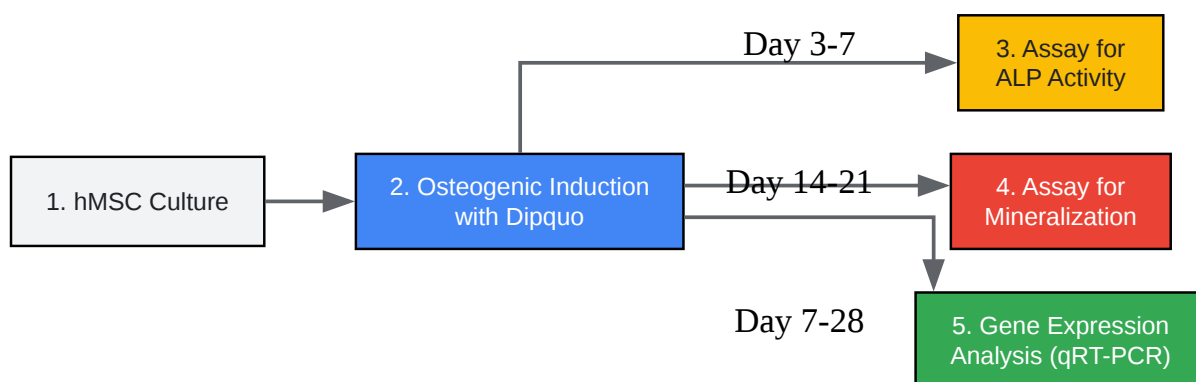 Day 3-7
3. Assay for
ALP Activity
1. hMSC Culture
2. Osteogenic Induction
with Dipquo
Day 14-21
4. Assay for
Mineralization
Day 7-28
5. Gene Expression
Analysis (qRT-PCR)